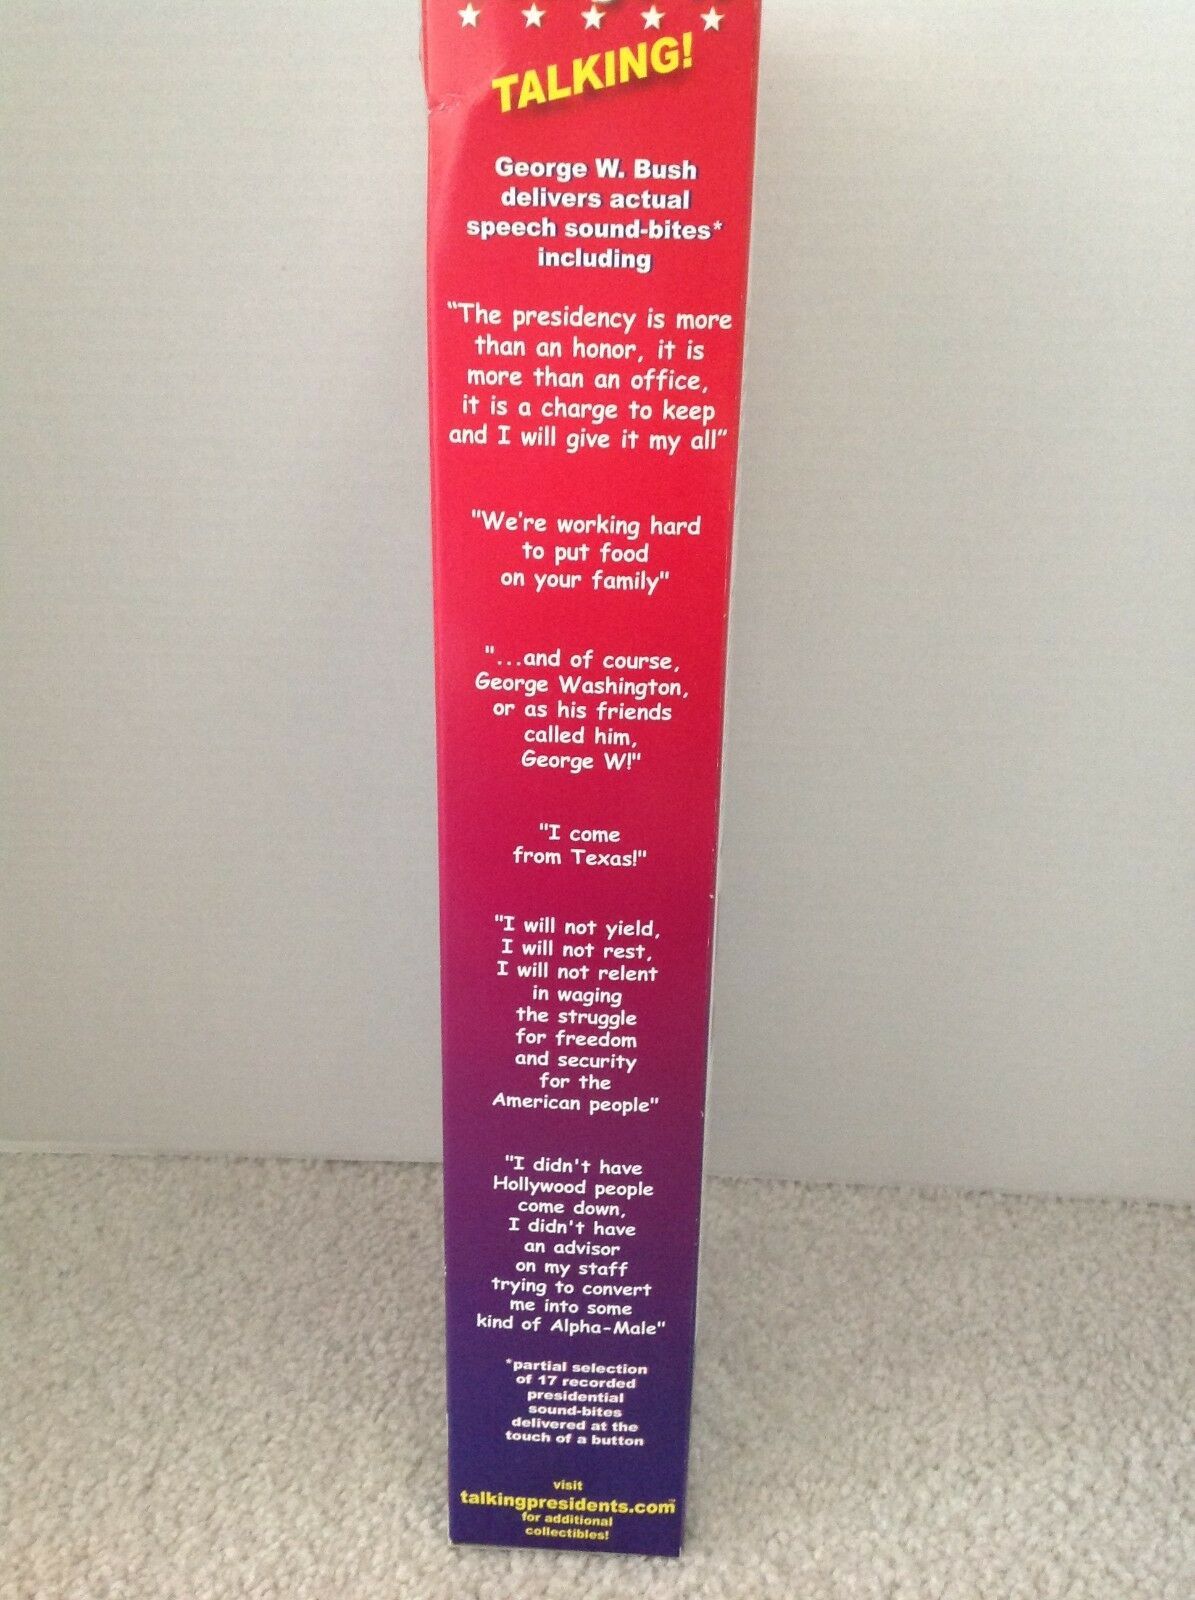 TALKING!
George W. Bush
delivers actual
speech sound-bites*
including
"The presidency is more
than an honor, it is
more than an office,
it is a charge to keep
and I will give it my all"
"We're working hard
to put food
on your family"
"...and of course,
George Washington,
or as his friends
called him,
George W!"
"I come
from Texas!"
"I will not yield,
I will not rest,
I will not relent
in waging
the struggle
for freedom
and security
for the
American people"
"I didn't have
Hollywood people
come down,
I didn't have
an advisor
on my staff
trying to convert
me into some
kind of Alpha-Male"
*partial selection
of 17 recorded
presidential
sound-bites
delivered at the
touch of a button
visit
talkingpresidents.com™
for additional
collectibles!